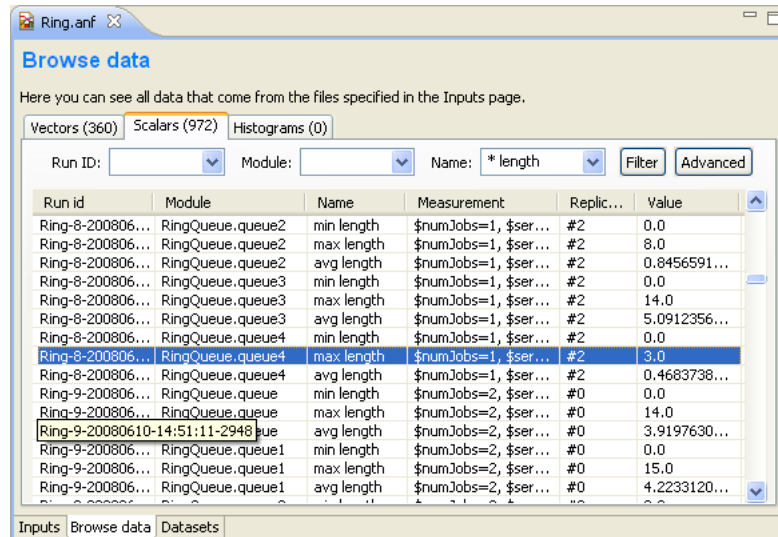 Ring.anf
Browse data
Here you can see all data that come from the files specified in the Inputs page.
Vectors (360) Scalars (972) Histograms (0)
Run ID: Module: Name: * length Filter Advanced
Run id Module Name Measurement Replic... Value
Ring-8-200806... RingQueue.queue2 min length $numJobs=1, $ser... #2 0.0
Ring-8-200806... RingQueue.queue2 max length $numJobs=1, $ser... #2 8.0
Ring-8-200806... RingQueue.queue2 avg length $numJobs=1, $ser... #2 0.8456591...
Ring-8-200806... RingQueue.queue3 min length $numJobs=1, $ser... #2 0.0
Ring-8-200806... RingQueue.queue3 max length $numJobs=1, $ser... #2 14.0
Ring-8-200806... RingQueue.queue3 avg length $numJobs=1, $ser... #2 5.0912356...
Ring-8-200806... RingQueue.queue4 min length $numJobs=1, $ser... #2 0.0
Ring-8-200806... RingQueue.queue4 max length $numJobs=1, $ser... #2 3.0
Ring-8-200806... RingQueue.queue4 avg length $numJobs=1, $ser... #2 0.4683738...
Ring-9-200806... RingQueue.queue min length $numJobs=2, $ser... #0 0.0
Ring-9-200806... RingQueue.queue max length $numJobs=2, $ser... #0 14.0
Ring-9-20080610-14:51:11-2948 eue avg length $numJobs=2, $ser... #0 3.9197630...
Ring-9-200806... RingQueue.queue1 min length $numJobs=2, $ser... #0 0.0
Ring-9-200806... RingQueue.queue1 max length $numJobs=2, $ser... #0 15.0
Ring-9-200806... RingQueue.queue1 avg length $numJobs=2, $ser... #0 4.2233120...
Inputs Browse data Datasets